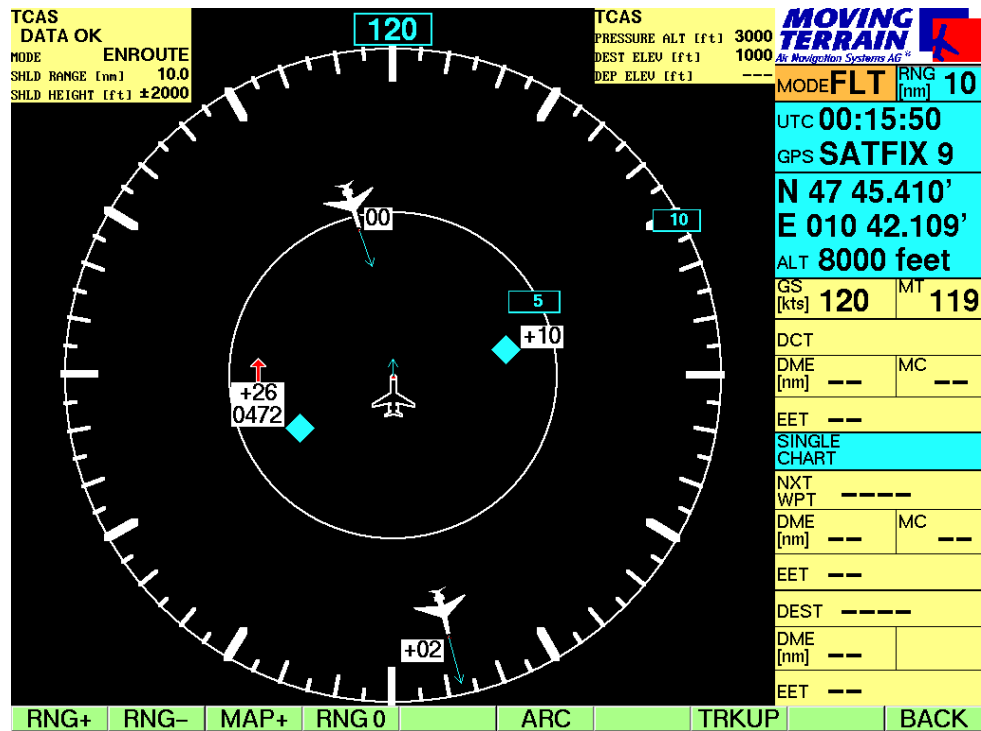 TCAS
DATA OK
MODE ENROUTE
SHLD RANGE [nm] 10.0
SHLD HEIGHT [ft] ±2000
120
TCAS
PRESSURE ALT [ft] 3000
DEST ELEV [ft] 1000
DEP ELEV [ft] ---
MOVING
TERRAIN
Air Navigation Systems AG
MODE FLT RNG [nm] 10
UTC 00:15:50
GPS SATFIX 9
N 47 45.410'
E 010 42.109'
ALT 8000 feet
GS [kts] 120 MT 119
DCT
DME [nm] -- MC --
EET --
SINGLE
CHART
NXT
WPT ----
DME [nm] -- MC --
EET --
DEST ----
DME [nm] --
EET --
00
10
5
+10
+26
0472
+02
RNG+ RNG- MAP+ RNG 0 ARC TRKUP BACK